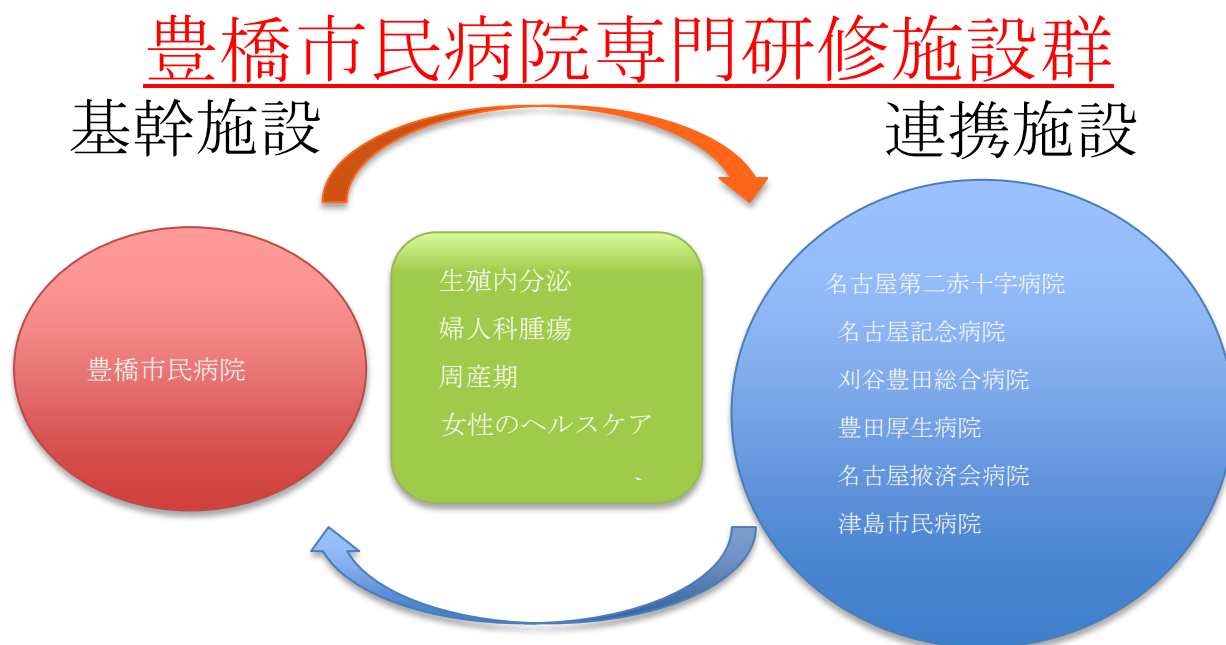 豊橋市民病院専門研修施設群
基幹施設
連携施設
豊橋市民病院
生殖内分泌
婦人科腫瘍
周産期
女性のヘルスケア
、
名古屋第二赤十字病院
名古屋記念病院
刈谷豊田総合病院
豊田厚生病院
名古屋掖済会病院
津島市民病院